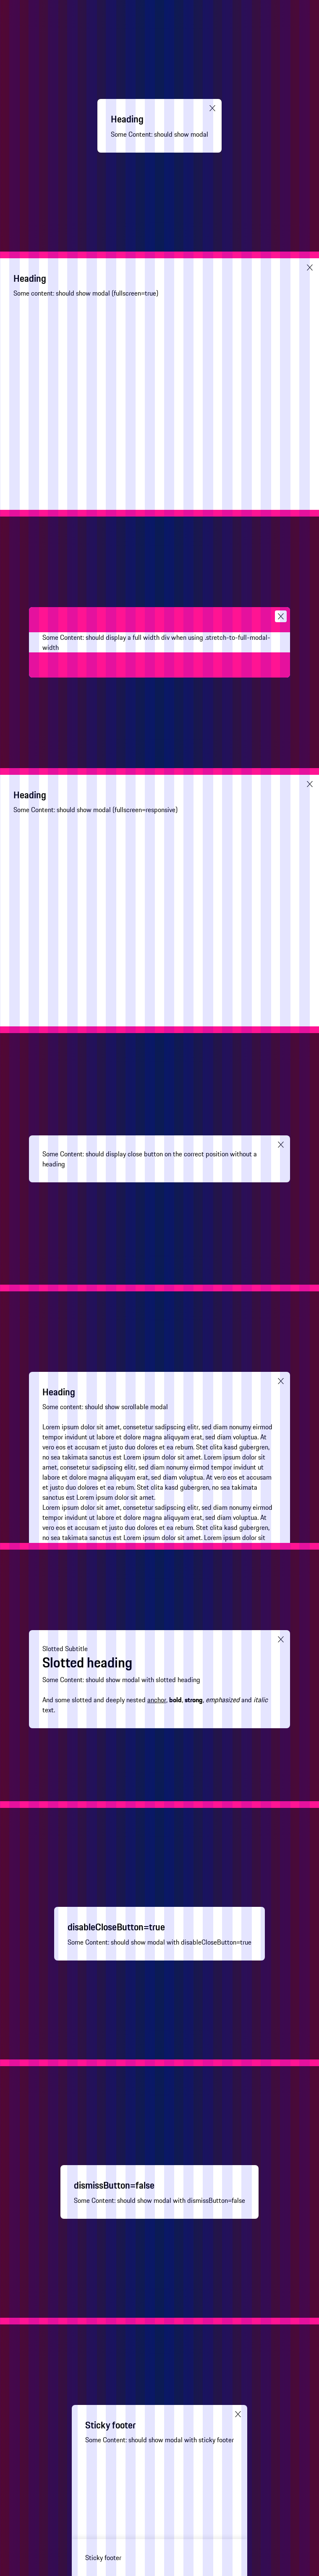 Heading
Some Content: should show modal
Heading
Some content: should show modal (fullscreen=true)
Some Content: should display a full width div when using .stretch-to-full-modal-
width
Heading
Some Content: should show modal (fullscreen=responsive)
Some Content: should display close button on the correct position without a
heading
Heading
Some content: should show scrollable modal
Lorem ipsum dolor sit amet, consetetur sadipscing elitr, sed diam nonumy eirmod
tempor invidunt ut labore et dolore magna aliquyam erat, sed diam voluptua. At
vero eos et accusam et justo duo dolores et ea rebum. Stet clita kasd gubergren,
no sea takimata sanctus est Lorem ipsum dolor sit amet. Lorem ipsum dolor sit
amet, consetetur sadipscing elitr, sed diam nonumy eirmod tempor invidunt ut
labore et dolore magna aliquyam erat, sed diam voluptua. At vero eos et accusam
et justo duo dolores et ea rebum. Stet clita kasd gubergren, no sea takimata
sanctus est Lorem ipsum dolor sit amet.
Lorem ipsum dolor sit amet, consetetur sadipscing elitr, sed diam nonumy eirmod
tempor invidunt ut labore et dolore magna aliquyam erat, sed diam voluptua. At
vero eos et accusam et justo duo dolores et ea rebum. Stet clita kasd gubergren,
no sea takimata sanctus est Lorem ipsum dolor sit amet. Lorem ipsum dolor sit
Slotted Subtitle
Slotted heading
Some Content: should show modal with slotted heading
And some slotted and deeply nested anchor, bold, strong, emphasized and italic
text.
disableCloseButton=true
Some Content: should show modal with disableCloseButton=true
dismissButton=false
Some Content: should show modal with dismissButton=false
Sticky footer
Some Content: should show modal with sticky footer
Sticky footer